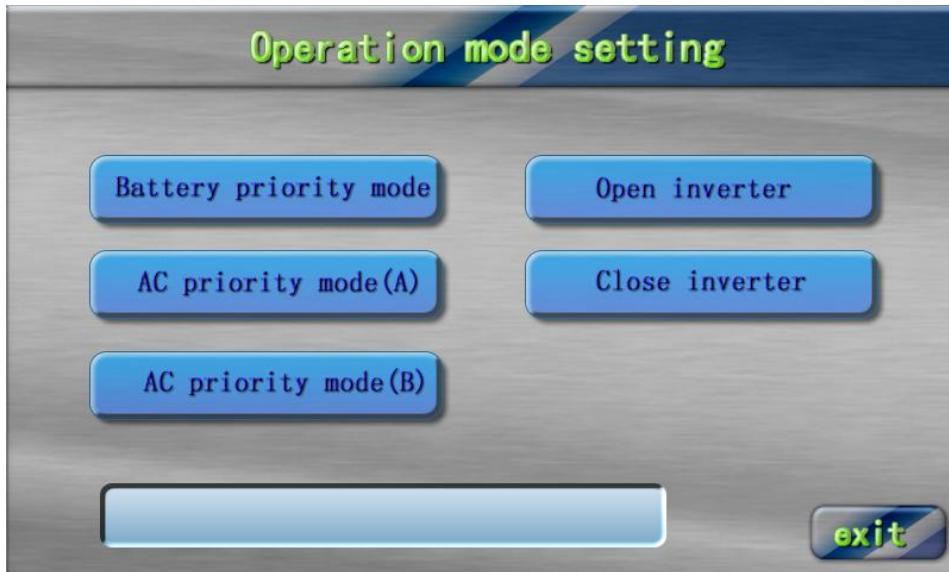 Operation mode setting
Battery priority mode
Open inverter
AC priority mode(A)
Close inverter
AC priority mode(B)
exit